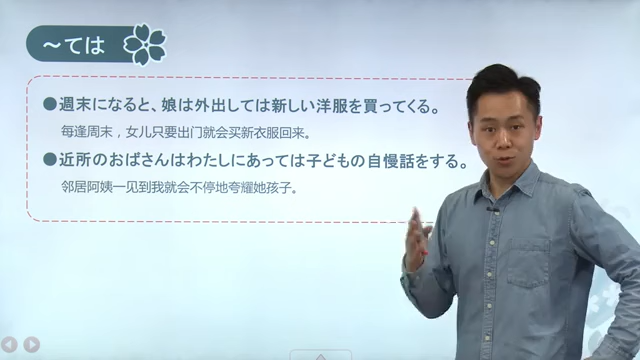 ～ては
●週末になると、娘は外出しては新しい洋服を買ってくる。
每逢周末，女儿只要出门就会买新衣服回来。
●近所のおばさんはわたしにあっては子どもの自慢話をする。
邻居阿姨一见到我就会不停地夸耀她孩子。